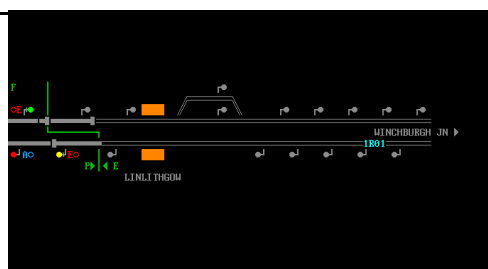 F
E
WINCHBURGH JN
1R01
A E
P E
LINLITHGOW